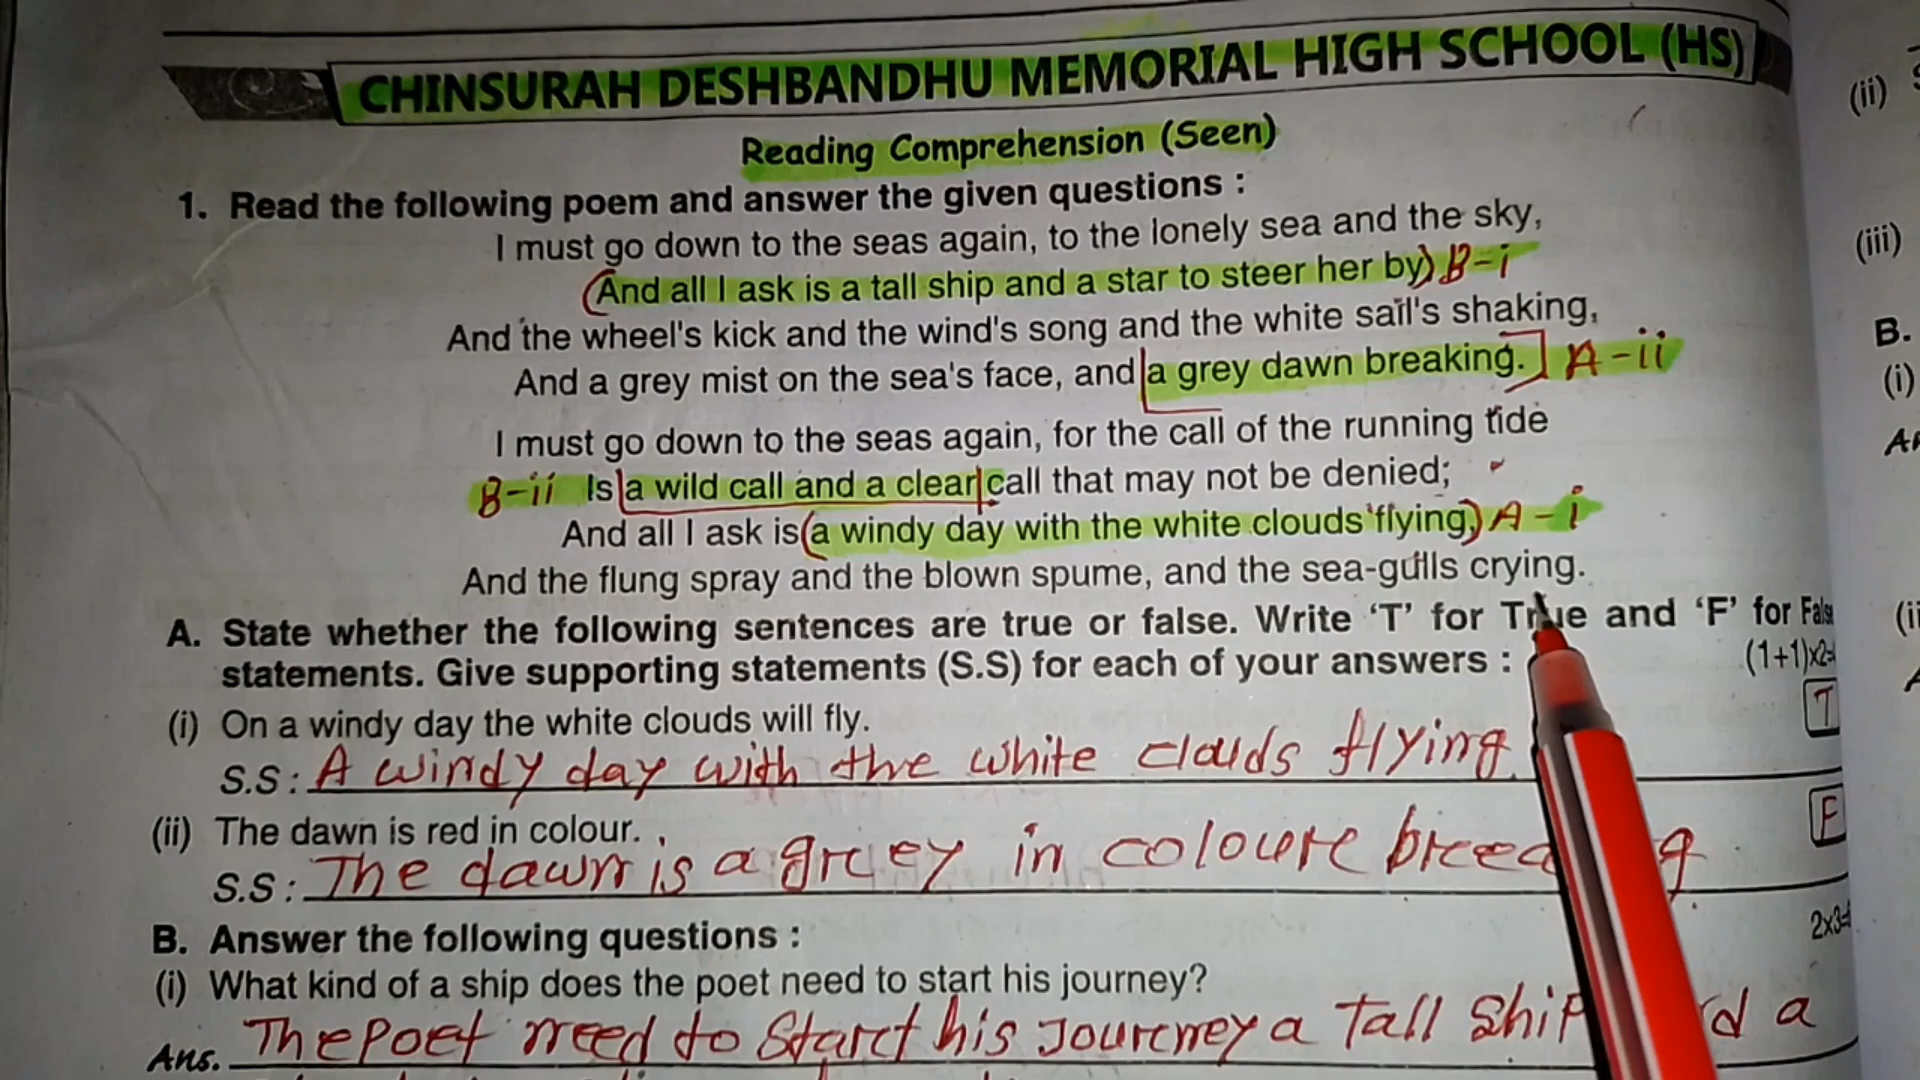 CHINSURAH DESHBANDHU MEMORIAL HIGH SCHOOL (HS)
Reading Comprehension (Seen)
1. Read the following poem and answer the given questions :
I must go down to the seas again, to the lonely sea and the sky,
(And all I ask is a tall ship and a star to steer her by) B-i
And the wheel's kick and the wind's song and the white sail's shaking,
And a grey mist on the sea's face, and [a grey dawn breaking.] A-ii
I must go down to the seas again, for the call of the running tide
B-ii Is a wild call and a clear call that may not be denied;
And all I ask is (a windy day with the white clouds flying,) A-i
And the flung spray and the blown spume, and the sea-gulls crying.
A. State whether the following sentences are true or false. Write 'T' for True and 'F' for False
statements. Give supporting statements (S.S) for each of your answers : (1+1)x2=
(i) On a windy day the white clouds will fly. T
S.S : A windy day with the white clouds flying.
(ii) The dawn is red in colour. F
S.S : The dawn is a grey in coloure
B. Answer the following questions : 2x3=
(i) What kind of a ship does the poet need to start his journey?
Ans. The poet need to start his journey a tall ship a
(ii)
(iii)
B.
(i)